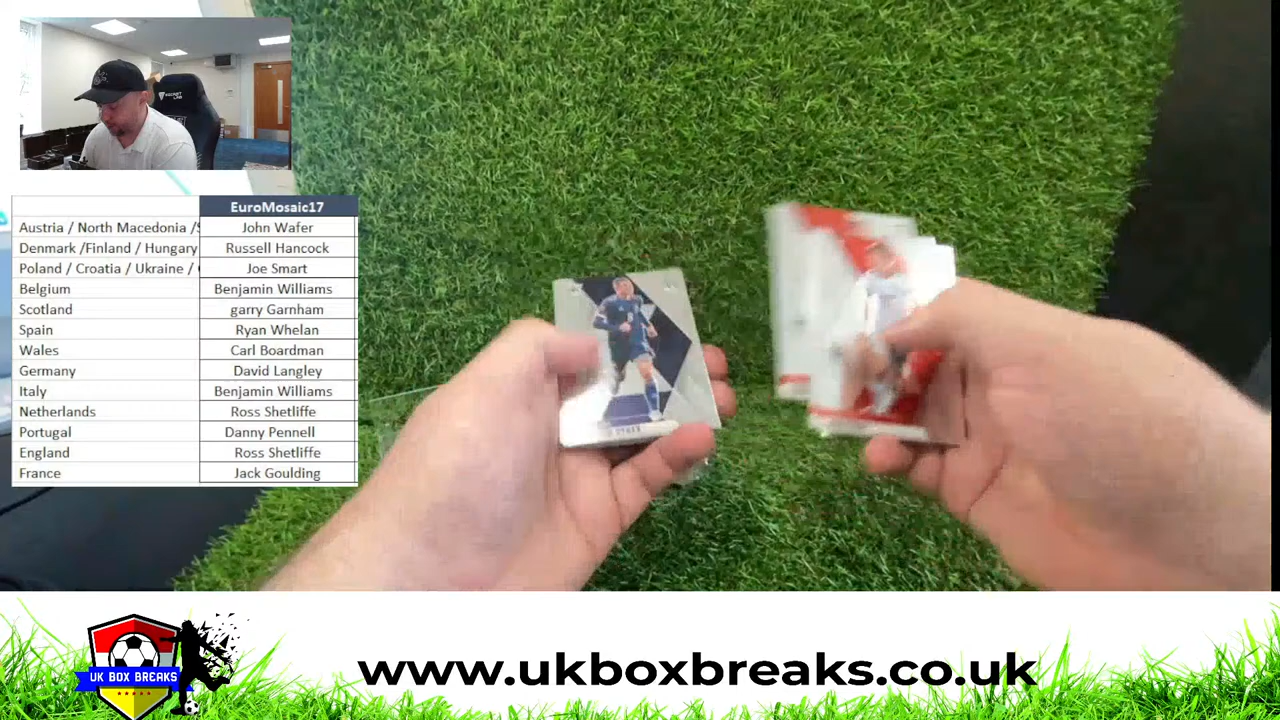 EuroMosaic17
Austria / North Macedonia /S John Wafer
Denmark /Finland / Hungary Russell Hancock
Poland / Croatia / Ukraine / Joe Smart
Belgium Benjamin Williams
Scotland garry Garnham
Spain Ryan Whelan
Wales Carl Boardman
Germany David Langley
Italy Benjamin Williams
Netherlands Ross Shetliffe
Portugal Danny Pennell
England Ross Shetliffe
France Jack Goulding
UK BOX BREAKS
www.ukboxbreaks.co.uk